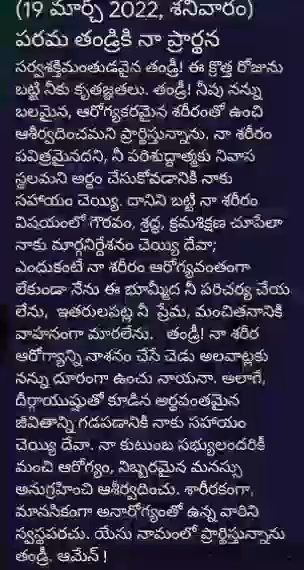 (19 మార్చ్ 2022, శనివారం)
పరమ తండ్రికి నా ప్రార్థన
సర్వశక్తిమంతుడవైన తండ్రీ! ఈ క్రొత్త రోజును
బట్టి నీకు కృతజ్ఞతలు. తండ్రీ! నీవు నన్ను
బలమైన, ఆరోగ్యకరమైన శరీరంతో ఉంచి
ఆశీర్వదించమని ప్రార్థిస్తున్నాను. నా శరీరం
పవిత్రమైనదని, నీ పరిశుద్ధాత్మకు నివాస
స్థలమని అర్థం చేసుకోవడానికి నాకు
సహాయం చెయ్యి. దానిని బట్టి నా శరీరం
విషయంలో గౌరవం, శ్రద్ధ, క్రమశిక్షణ చూపేలా
నాకు మార్గనిర్దేశనం చెయ్యి దేవా;
ఎందుకంటే నా శరీరం ఆరోగ్యవంతంగా
లేకుండా నేను ఈ భూమ్మీద నీ పరిచర్య చేయ
లేను, ఇతరులపట్ల నీ ప్రేమ, మంచితనానికి
వాహనంగా మారలేను. తండ్రీ! నా శరీర
ఆరోగ్యాన్ని నాశనం చేసే చెడు అలవాట్లకు
నన్ను దూరంగా ఉంచు నాయనా. అలాగే,
దీర్ఘాయుష్షుతో కూడిన అర్థవంతమైన
జీవితాన్ని గడపడానికి నాకు సహాయం
చెయ్యి దేవా. నా కుటుంబ సభ్యులందరికీ
మంచి ఆరోగ్యం, నిబ్బరమైన మనస్సు
అనుగ్రహించి ఆశీర్వదించు. శారీరకంగా,
మానసికంగా అనారోగ్యంతో ఉన్న వారిని
స్వస్థపరచు. యేసు నామంలో ప్రార్థిస్తున్నాను
తండ్రీ. ఆమేన్ !